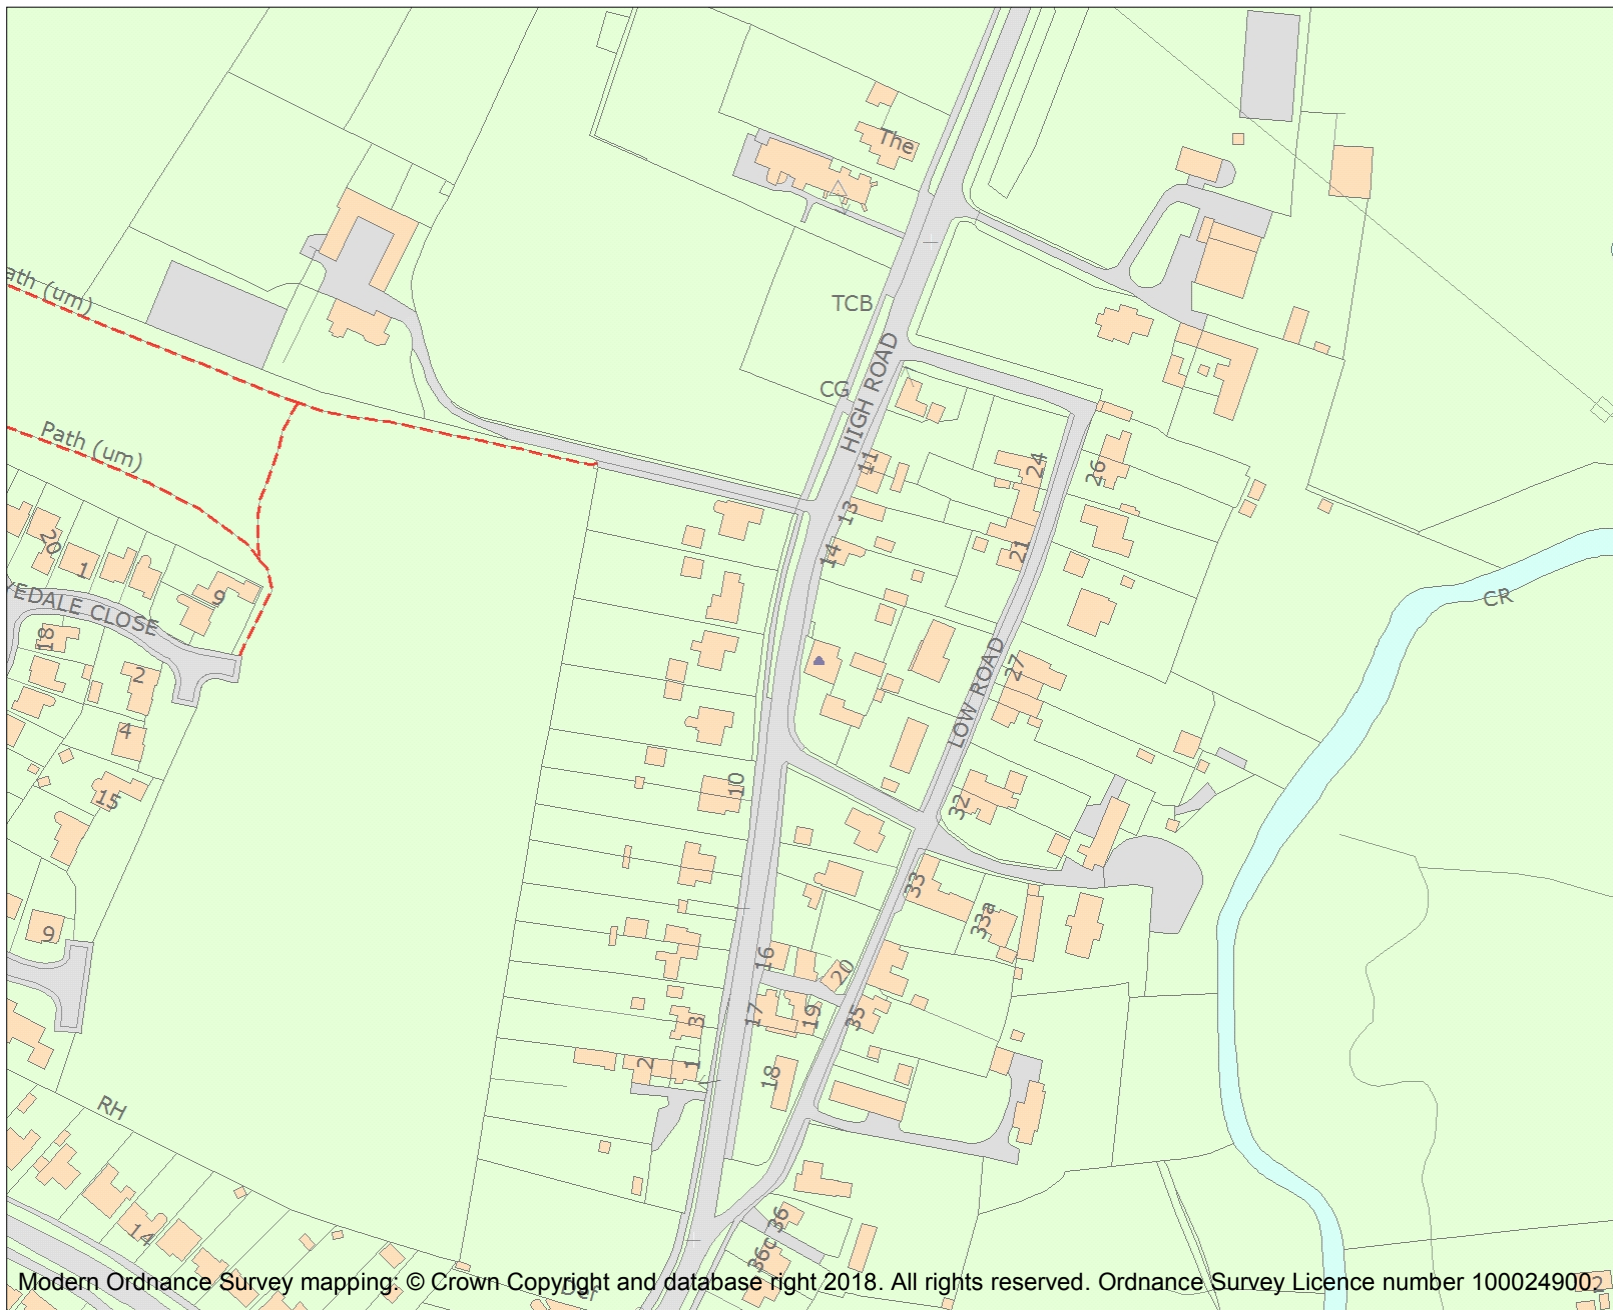 The
ath (um)
TCB
HIGH ROAD
CG
Path (um)
11
24
26
13
20
14
21
1
9
VEDALE CLOSE
CR
18
2
27
LOW ROAD
4
10
15
32
33
33a
9
16
20
17
3
19
35
2
1
18
RH
14
36
36c
Def
2
Modern Ordnance Survey mapping: © Crown Copyright and database right 2018. All rights reserved. Ordnance Survey Licence number 100024900.